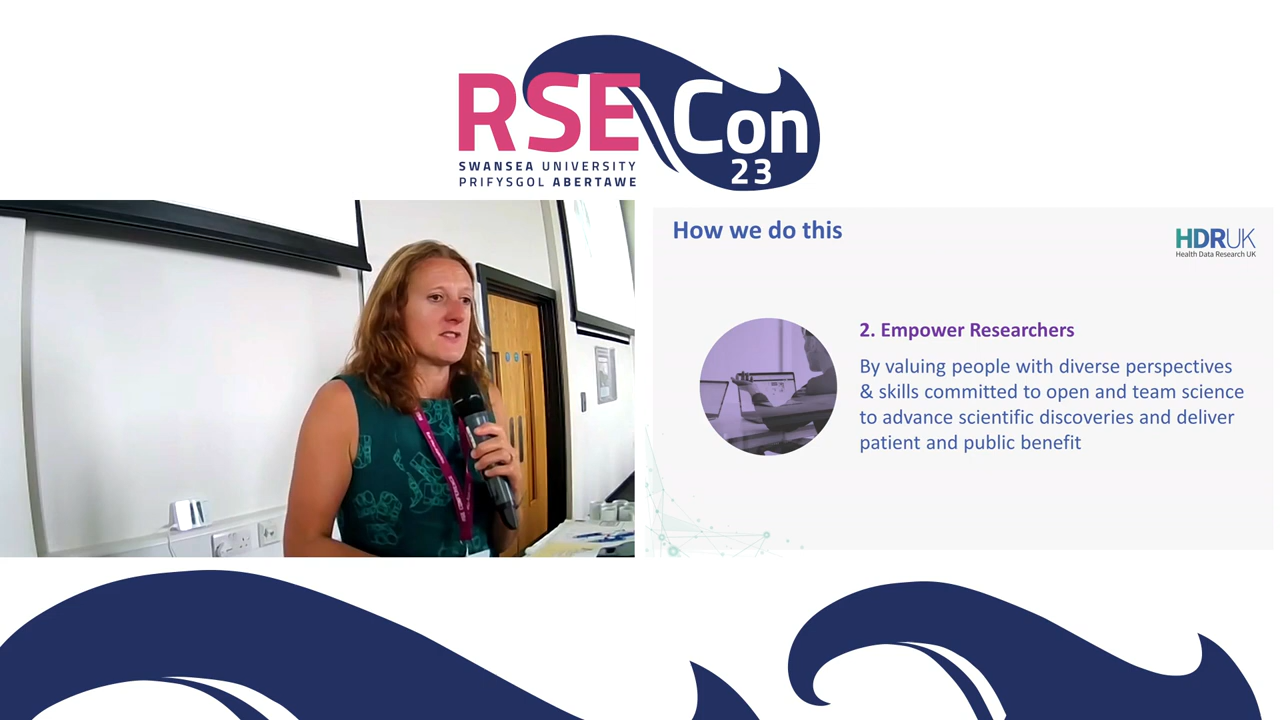 RSE Con
23
SWANSEA UNIVERSITY
PRIFYSGOL ABERTAWE
How we do this
HDRUK
Health Data Research UK
2. Empower Researchers
By valuing people with diverse perspectives
& skills committed to open and team science
to advance scientific discoveries and deliver
patient and public benefit